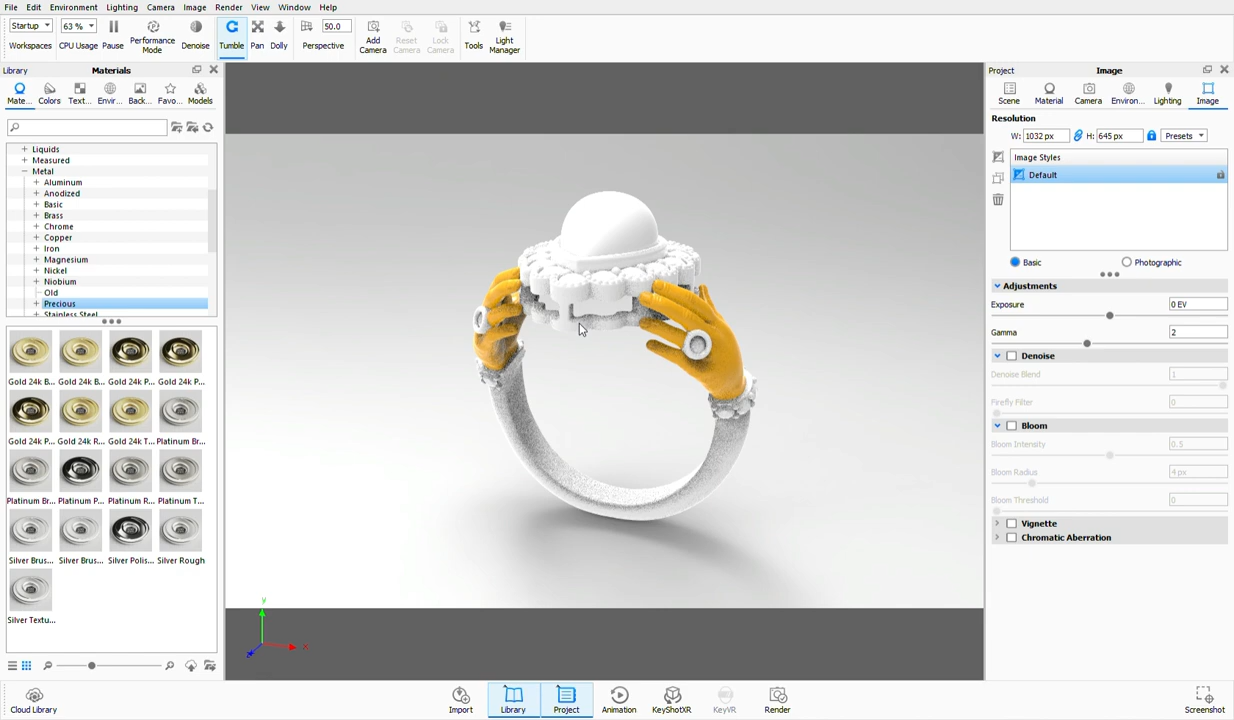 File Edit Environment Lighting Camera Image Render View Window Help
Startup 63 % 50.0
Workspaces CPU Usage Pause Performance Mode Denoise Tumble Pan Dolly Perspective Add Camera Reset Camera Lock Camera Tools Light Manager
Library Materials
Mate... Colors Text... Envir... Back... Favo... Models
Liquids
Measured
Metal
Aluminum
Anodized
Basic
Brass
Chrome
Copper
Iron
Magnesium
Nickel
Niobium
Old
Precious
Stainless Steel
Gold 24k B... Gold 24k B... Gold 24k P... Gold 24k P...
Gold 24k P... Gold 24k R... Gold 24k T... Platinum Br...
Platinum Br... Platinum P... Platinum R... Platinum T...
Silver Brus... Silver Brus... Silver Polis... Silver Rough
Silver Textu...
y
x
z
Project Image
Scene Material Camera Environ... Lighting Image
Resolution
W: 1032 px H: 645 px Presets
Image Styles
Default
Basic Photographic
Adjustments
Exposure 0 EV
Gamma 2
Denoise
Denoise Blend 1
Firefly Filter 0
Bloom
Bloom Intensity 0.5
Bloom Radius 4 px
Bloom Threshold 0
Vignette
Chromatic Aberration
Cloud Library Import Library Project Animation KeyShotXR KeyVR Render Screenshot